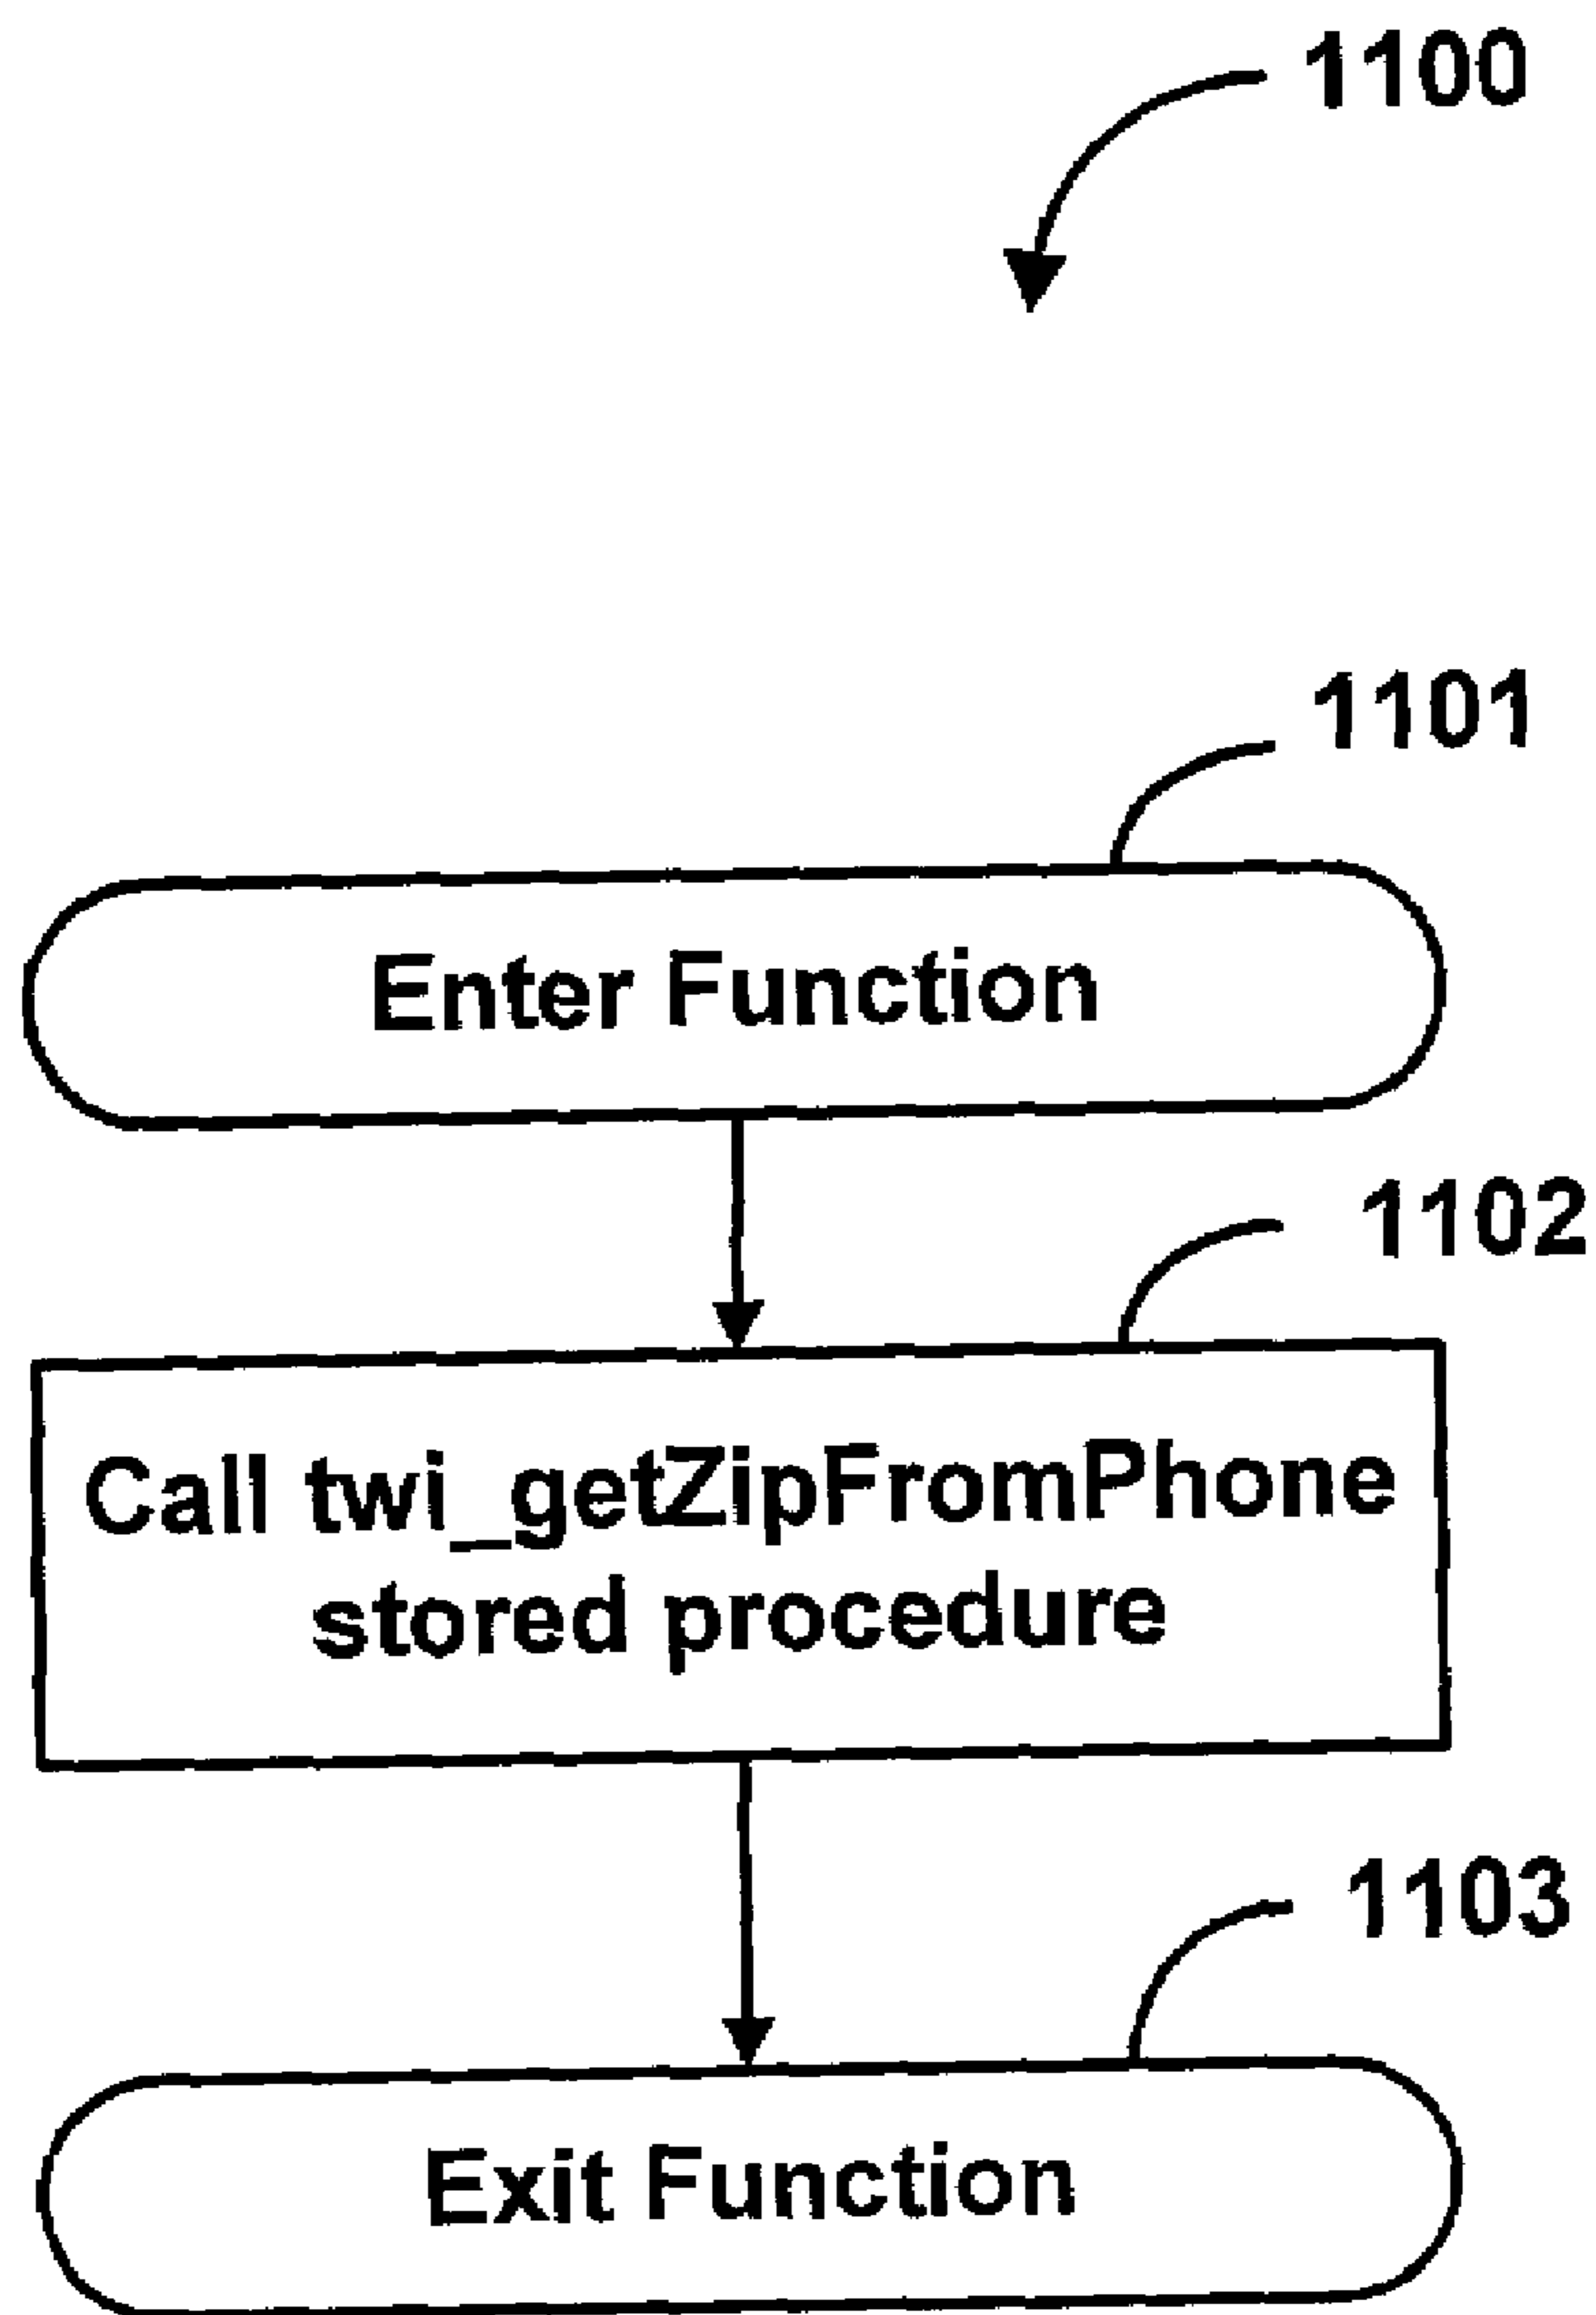 1100
1101
Enter Function
1102
Call twi_getZipFromPhone
stored procedure
1103
Exit Function